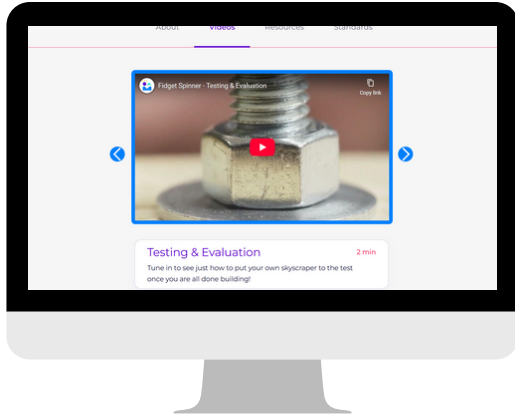 About Videos Resources Standards
Fidget Spinner - Testing & Evaluation
Copy link
Testing & Evaluation 2 min
Tune in to see just how to put your own skyscraper to the test
once you are all done building!